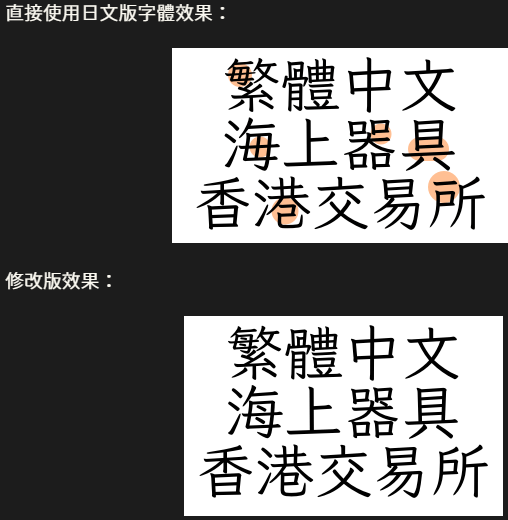 直接使用日文版字體效果：
繁體中文
海上器具
香港交易所
修改版效果：
繁體中文
海上器具
香港交易所